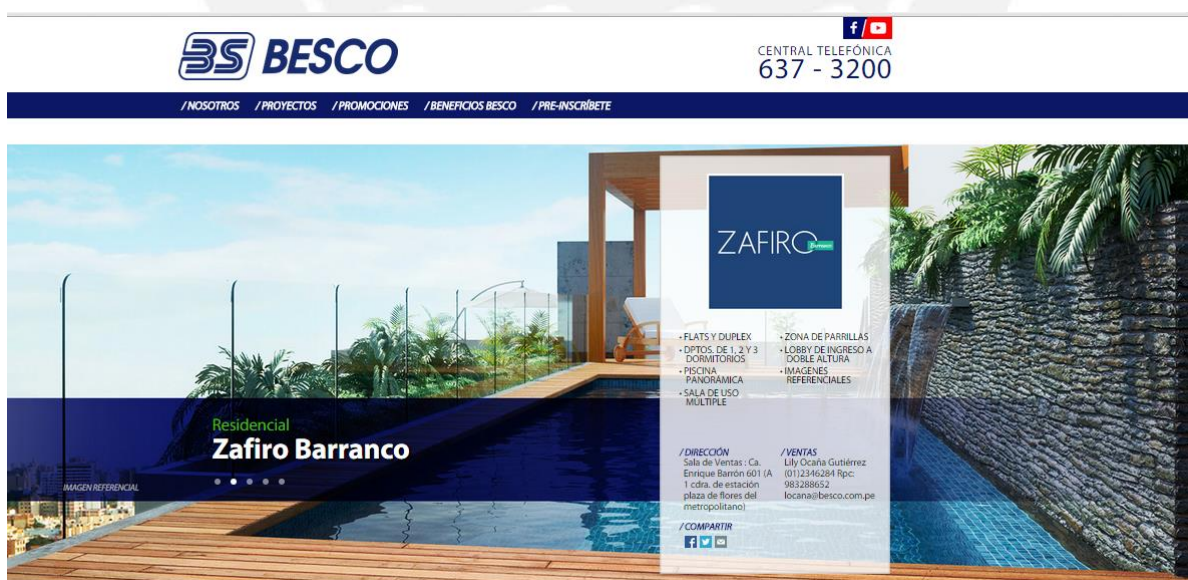 BS BESCO
CENTRAL TELEFÓNICA
637 - 3200
/ NOSOTROS / PROYECTOS / PROMOCIONES / BENEFICIOS BESCO / PRE-INSCRÍBETE
ZAFIRO
Barranco
• FLATS Y DUPLEX
• DPTOS. DE 1, 2 Y 3
DORMITORIOS
• PISCINA
PANORÁMICA
• SALA DE USO
MÚLTIPLE
• ZONA DE PARRILLAS
• LOBBY DE INGRESO A
DOBLE ALTURA
• IMAGENES
REFERENCIALES
Residencial
Zafiro Barranco
IMAGEN REFERENCIAL
/ DIRECCIÓN
Sala de Ventas : Ca.
Enrique Barrón 601 (A
1 cdra. de estación
plaza de flores del
metropolitano)
/ VENTAS
Lily Ocaña Gutiérrez
(01)2346284 Rpc:
983288652
locana@besco.com.pe
/ COMPARTIR